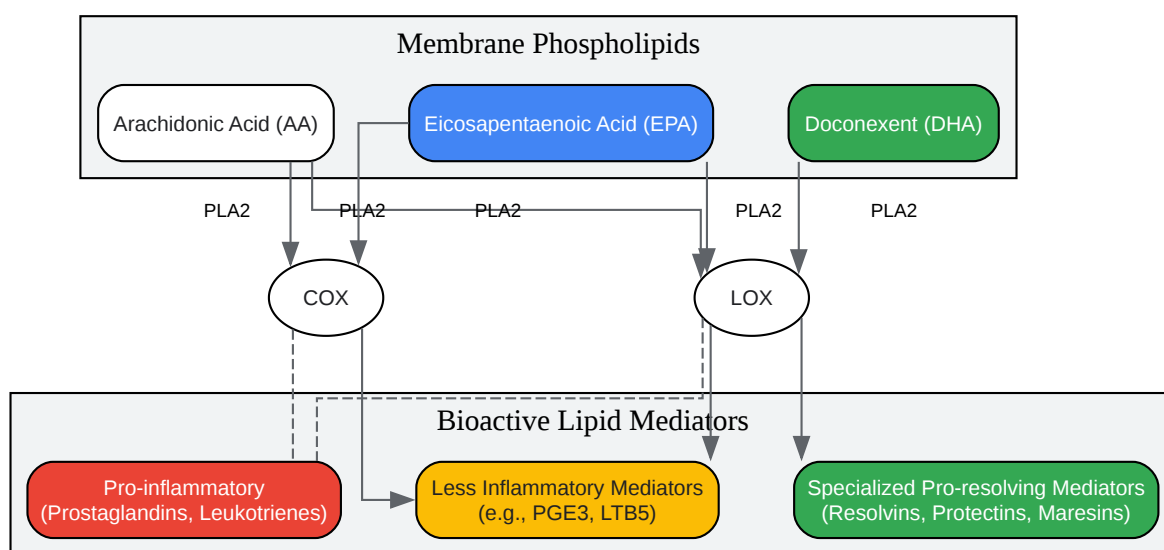 Membrane Phospholipids
Arachidonic Acid (AA)
Eicosapentaenoic Acid (EPA)
Doconexent (DHA)
PLA2
PLA2
PLA2
PLA2
PLA2
COX
LOX
Bioactive Lipid Mediators
Pro-inflammatory
(Prostaglandins, Leukotrienes)
Less Inflammatory Mediators
(e.g., PGE3, LTB5)
Specialized Pro-resolving Mediators
(Resolvins, Protectins, Maresins)